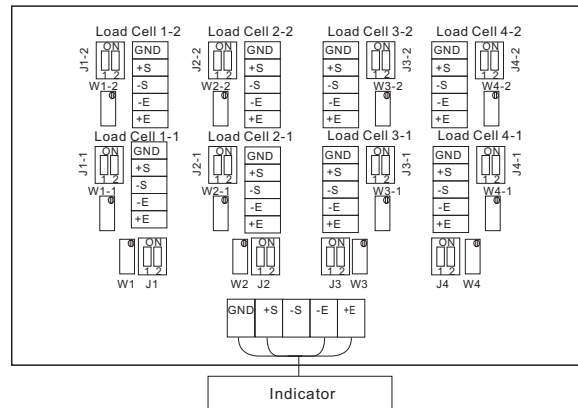 Load Cell 1-2 Load Cell 2-2 Load Cell 3-2 Load Cell 4-2
J1-2 ON 1 2 GND J2-2 ON 1 2 GND GND ON 1 2 J3-2 GND ON 1 2 J4-2
+S +S +S +S
W1-2 -S W2-2 -S -S W3-2 -S W4-2
-E -E -E -E
+E +E +E +E
Load Cell 1-1 Load Cell 2-1 Load Cell 3-1 Load Cell 4-1
J1-1 ON 1 2 GND J2-1 ON 1 2 GND GND ON 1 2 J3-1 GND ON 1 2 J4-1
+S +S +S +S
W1-1 -S W2-1 -S -S W3-1 -S W4-1
-E -E -E -E
+E +E +E +E
ON ON ON ON
1 2 1 2 1 2 1 2
W1 J1 W2 J2 J3 W3 J4 W4
GND +S -S -E +E
Indicator